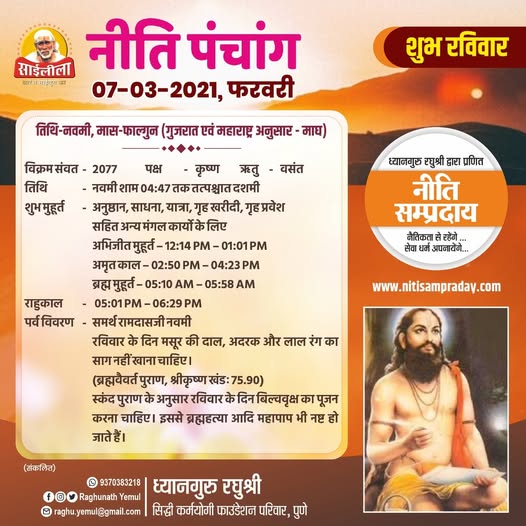 साईलीला
नीति पंचांग
07-03-2021, फरवरी
शुभ रविवार
तिथि-नवमी, मास-फाल्गुन (गुजरात एवं महाराष्ट्र अनुसार - माघ)
विक्रम संवत - 2077 पक्ष - कृष्ण ऋतु - वसंत
तिथि - नवमी शाम 04:47 तक तत्पश्चात दशमी
शुभ मुहूर्त - अनुष्ठान, साधना, यात्रा, गृह खरीदी, गृह प्रवेश
सहित अन्य मंगल कार्यो के लिए
अभिजीत मुहूर्त - 12:14 PM – 01:01 PM
अमृत काल - 02:50 PM – 04:23 PM
ब्रह्म मुहूर्त - 05:10 AM – 05:58 AM
राहुकाल - 05:01 PM – 06:29 PM
पर्व विवरण - समर्थ रामदासजी नवमी
रविवार के दिन मसूर की दाल, अदरक और लाल रंग का
साग नहीं खाना चाहिए।
(ब्रह्मवैवर्त पुराण, श्रीकृष्ण खंडः 75.90)
स्कंद पुराण के अनुसार रविवार के दिन बिल्ववृक्ष का पूजन
करना चाहिए। इससे ब्रह्महत्या आदि महापाप भी नष्ट हो
जाते हैं।
(संकलित)
ध्यानगुरु रघुश्री द्वारा प्रणित
नीति
सम्प्रदाय
नैतिकता से रहेंगे ...
सेवा धर्म अपनायेंगे...
www.nitisampraday.com
9370383218
Raghunath Yemul
raghu.yemul@gmail.com
ध्यानगुरु रघुश्री
सिद्धी कर्मयोगी फाउंडेशन परिवार, पुणे